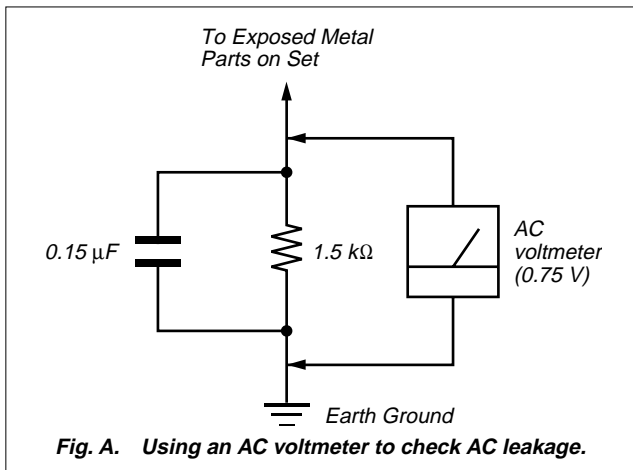 To Exposed Metal
Parts on Set
0.15 µF
1.5 kΩ
AC
voltmeter
(0.75 V)
Earth Ground
Fig. A. Using an AC voltmeter to check AC leakage.